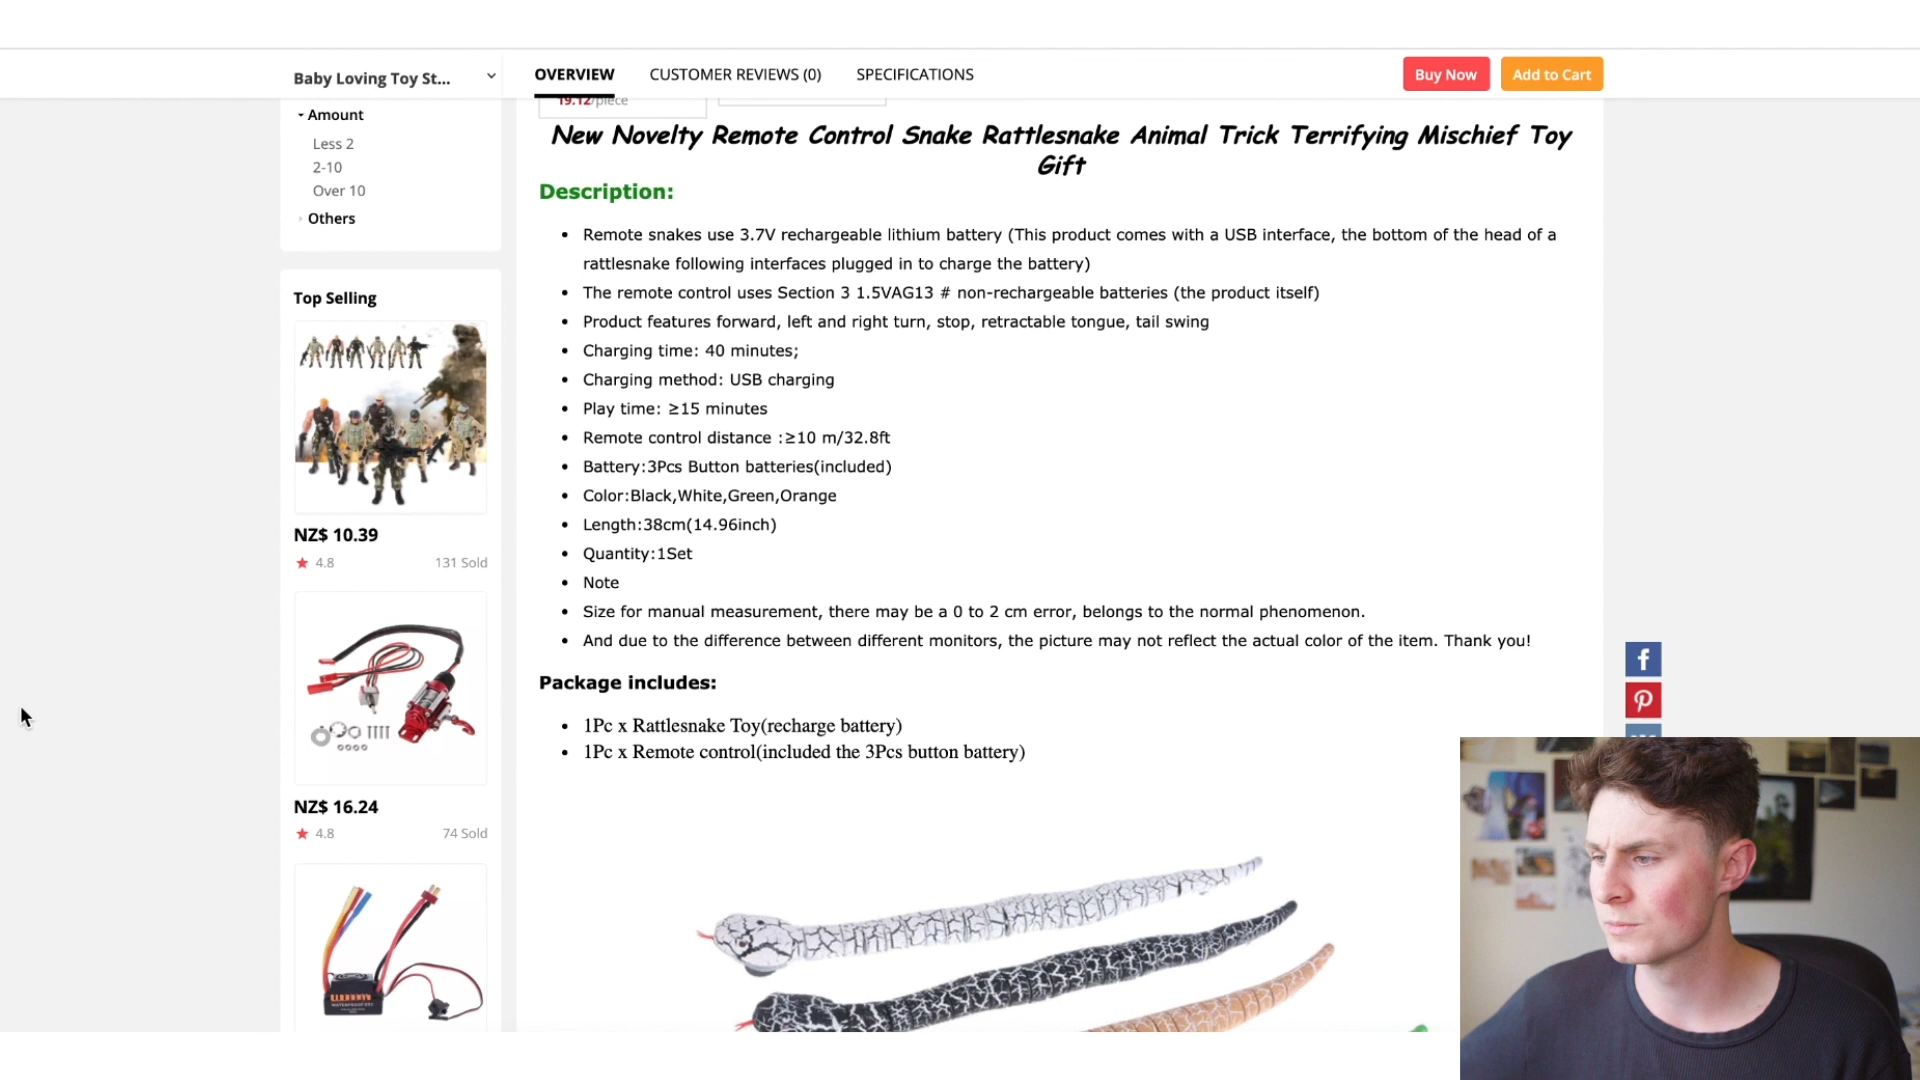 Baby Loving Toy St...
OVERVIEW
CUSTOMER REVIEWS (0)
SPECIFICATIONS
Buy Now
Add to Cart
Amount
Less 2
2-10
Over 10
Others
Top Selling
NZ$ 10.39
4.8
131 Sold
NZ$ 16.24
4.8
74 Sold
19.12/piece
New Novelty Remote Control Snake Rattlesnake Animal Trick Terrifying Mischief Toy
Gift
Description:
Remote snakes use 3.7V rechargeable lithium battery (This product comes with a USB interface, the bottom of the head of a
rattlesnake following interfaces plugged in to charge the battery)
The remote control uses Section 3 1.5VAG13 # non-rechargeable batteries (the product itself)
Product features forward, left and right turn, stop, retractable tongue, tail swing
Charging time: 40 minutes;
Charging method: USB charging
Play time: ≥15 minutes
Remote control distance :≥10 m/32.8ft
Battery:3Pcs Button batteries(included)
Color:Black,White,Green,Orange
Length:38cm(14.96inch)
Quantity:1Set
Note
Size for manual measurement, there may be a 0 to 2 cm error, belongs to the normal phenomenon.
And due to the difference between different monitors, the picture may not reflect the actual color of the item. Thank you!
Package includes:
1Pc x Rattlesnake Toy(recharge battery)
1Pc x Remote control(included the 3Pcs button battery)